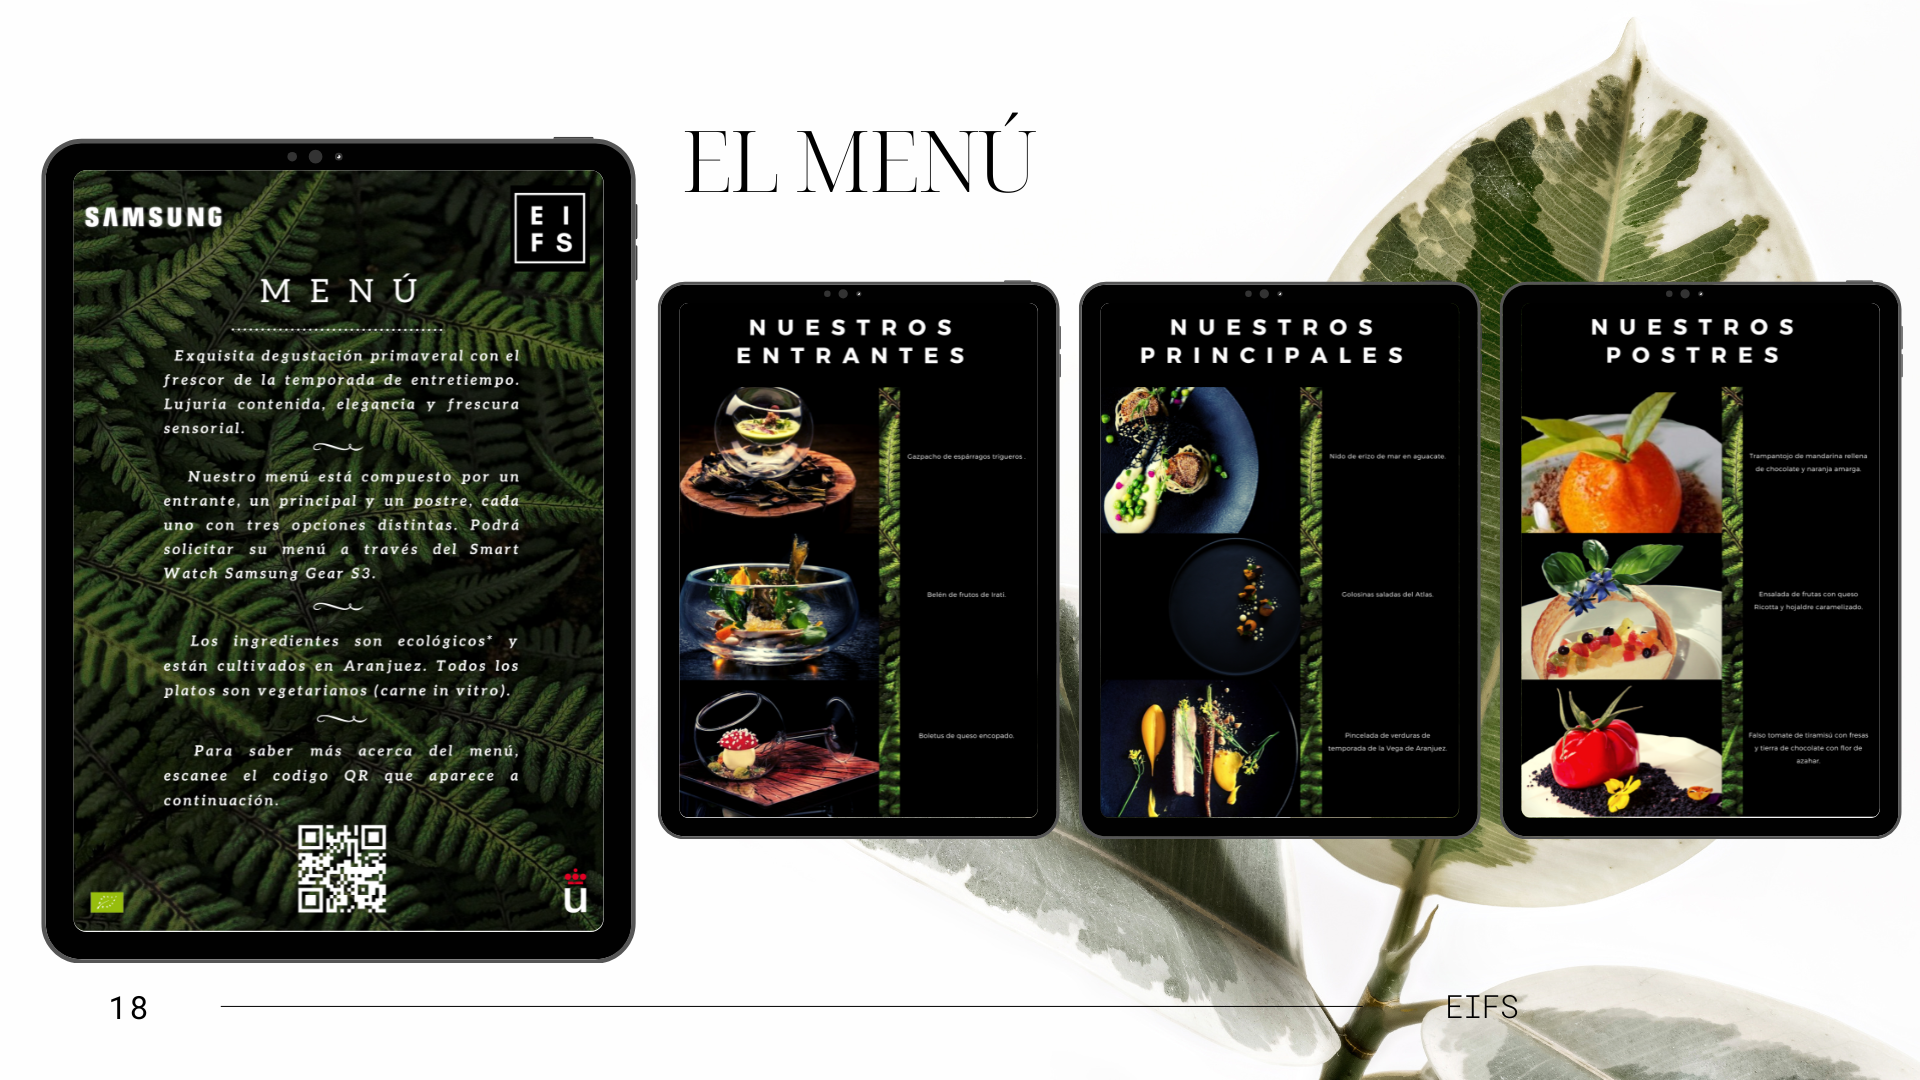 EL MENÚ
SAMSUNG
E I
F S
MENÚ
Exquisita degustación primaveral con el
frescor de la temporada de entretiempo.
Lujuria contenida, elegancia y frescura
sensorial.
Nuestro menú está compuesto por un
entrante, un principal y un postre, cada
uno con tres opciones distintas. Podrá
solicitar su menú a través del Smart
Watch Samsung Gear S3.
Los ingredientes son ecológicos* y
están cultivados en Aranjuez. Todos los
platos son vegetarianos (carne in vitro).
Para saber más acerca del menú,
escanee el codigo QR que aparece a
continuación.
u
NUESTROS
ENTRANTES
Gazpacho de espárragos trigueros .
Belén de frutos de Irati.
Boletus de queso encopado.
NUESTROS
PRINCIPALES
Nido de erizo de mar en aguacate.
Golosinas saladas del Atlas.
Pincelada de verduras de
temporada de la Vega de Aranjuez.
NUESTROS
POSTRES
Trampantojo de mandarina rellena
de chocolate y naranja amarga.
Ensalada de frutas con queso
Ricotta y hojaldre caramelizado.
Falso tomate de tiramisú con fresas
y tierra de chocolate con flor de
azahar.
18
EIFS